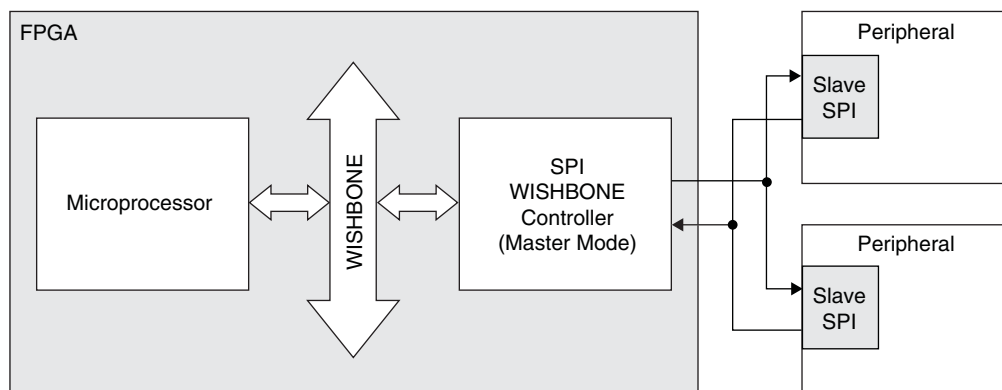 FPGA
Microprocessor
WISHBONE
SPI
WISHBONE
Controller
(Master Mode)
Peripheral
Slave
SPI
Peripheral
Slave
SPI